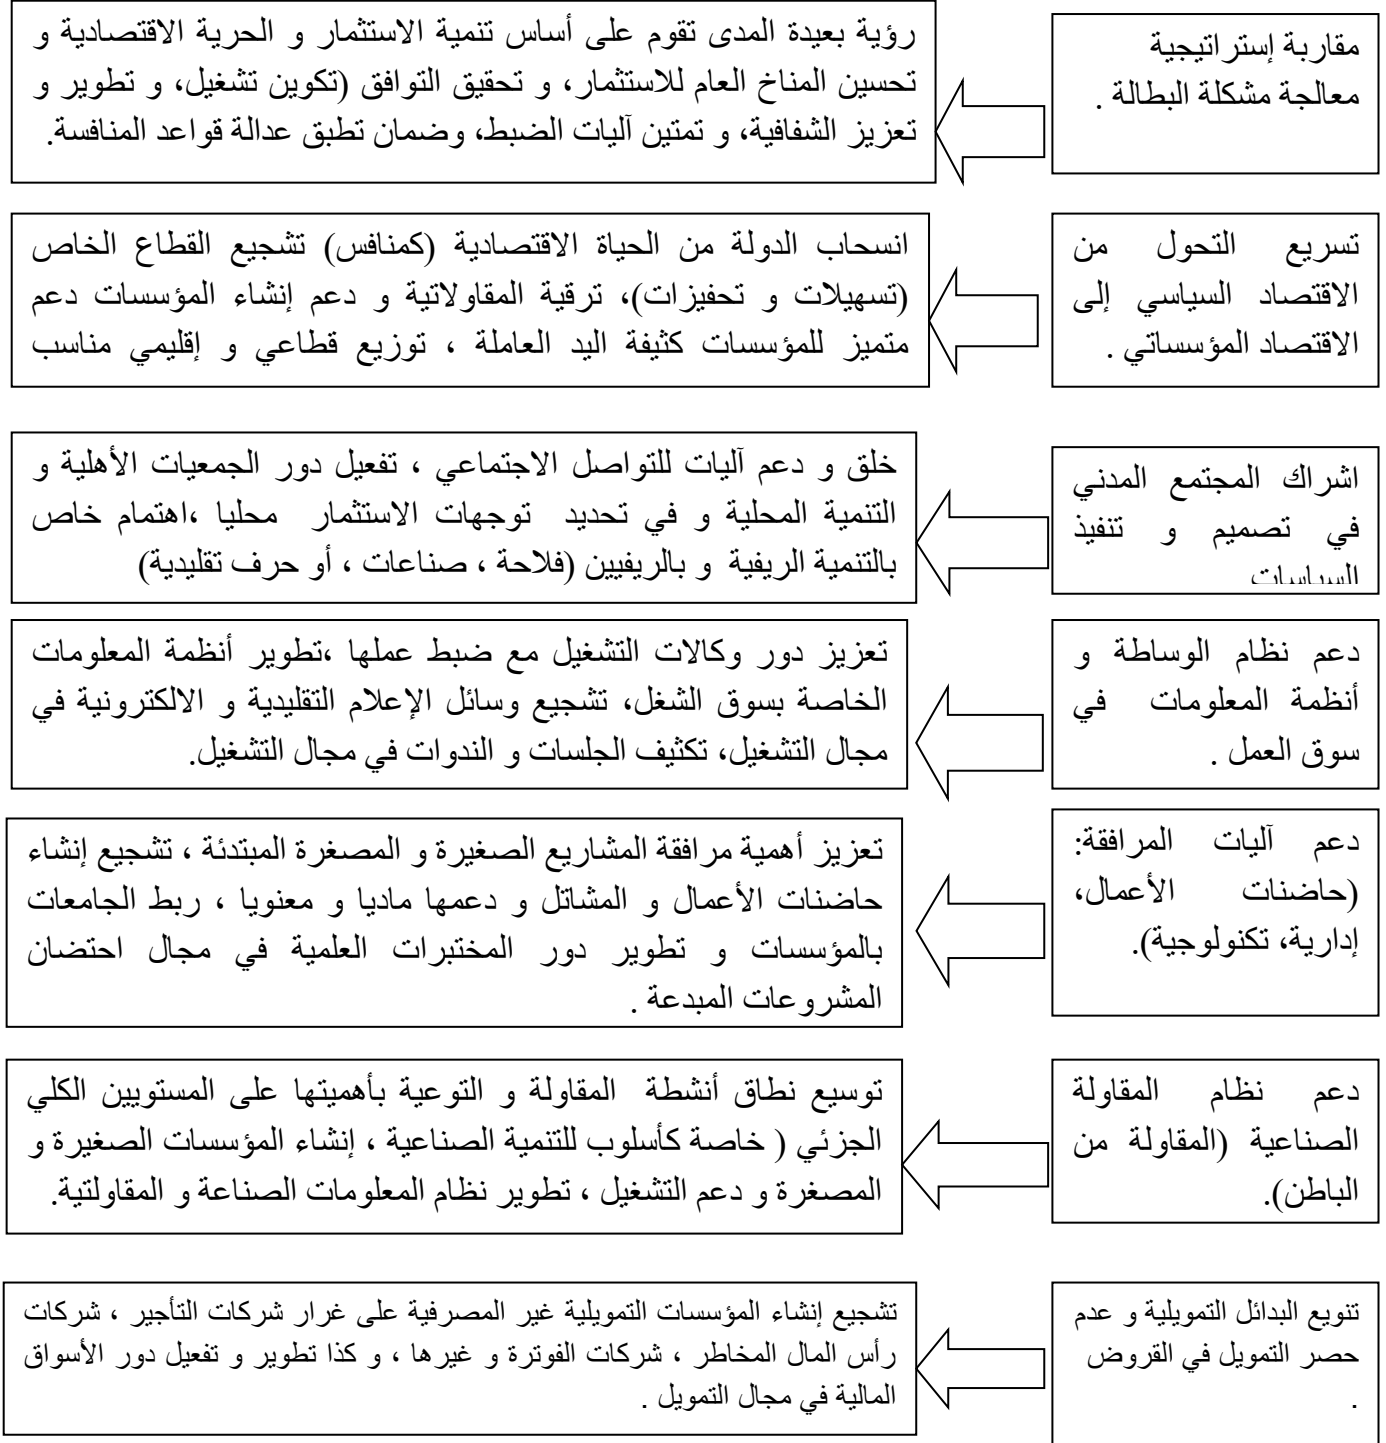 مقاربة إستراتيجية
معالجة مشكلة البطالة .
رؤية بعيدة المدى تقوم على أساس تنمية الاستثمار و الحرية الاقتصادية و
تحسين المناخ العام للاستثمار، و تحقيق التوافق (تكوين تشغيل، و تطوير و
تعزيز الشفافية، و تمتين آليات الضبط، وضمان تطبق عدالة قواعد المنافسة.
تسريع التحول من
الاقتصاد السياسي إلى
الاقتصاد المؤسساتي .
انسحاب الدولة من الحياة الاقتصادية (كمنافس) تشجيع القطاع الخاص
(تسهيلات و تحفيزات)، ترقية المقاولاتية و دعم إنشاء المؤسسات دعم
متميز للمؤسسات كثيفة اليد العاملة ، توزيع قطاعي و إقليمي مناسب
اشراك المجتمع المدني
في تصميم و تنفيذ
السياسات
خلق و دعم آليات للتواصل الاجتماعي ، تفعيل دور الجمعيات الأهلية و
التنمية المحلية و في تحديد توجهات الاستثمار محليا ،اهتمام خاص
بالتنمية الريفية و بالريفيين (فلاحة ، صناعات ، أو حرف تقليدية)
دعم نظام الوساطة و
أنظمة المعلومات في
سوق العمل .
تعزيز دور وكالات التشغيل مع ضبط عملها ،تطوير أنظمة المعلومات
الخاصة بسوق الشغل، تشجيع وسائل الإعلام التقليدية و الالكترونية في
مجال التشغيل، تكثيف الجلسات و الندوات في مجال التشغيل.
دعم آليات المرافقة:
(حاضنات الأعمال،
إدارية، تكنولوجية).
تعزيز أهمية مرافقة المشاريع الصغيرة و المصغرة المبتدئة ، تشجيع إنشاء
حاضنات الأعمال و المشاتل و دعمها ماديا و معنويا ، ربط الجامعات
بالمؤسسات و تطوير دور المختبرات العلمية في مجال احتضان
المشروعات المبدعة .
دعم نظام المقاولة
الصناعية (المقاولة من
الباطن).
توسيع نطاق أنشطة المقاولة و التوعية بأهميتها على المستويين الكلي
الجزئي ( خاصة كأسلوب للتنمية الصناعية ، إنشاء المؤسسات الصغيرة و
المصغرة و دعم التشغيل ، تطوير نظام المعلومات الصناعة و المقاولتية.
تنويع البدائل التمويلية و عدم
حصر التمويل في القروض
.
تشجيع إنشاء المؤسسات التمويلية غير المصرفية على غرار شركات التأجير ، شركات
رأس المال المخاطر ، شركات الفوترة و غيرها ، و كذا تطوير و تفعيل دور الأسواق
المالية في مجال التمويل .